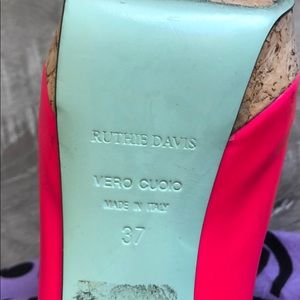 RUTHIE DAVIS
VERO CUOIO
MADE IN ITALY
37